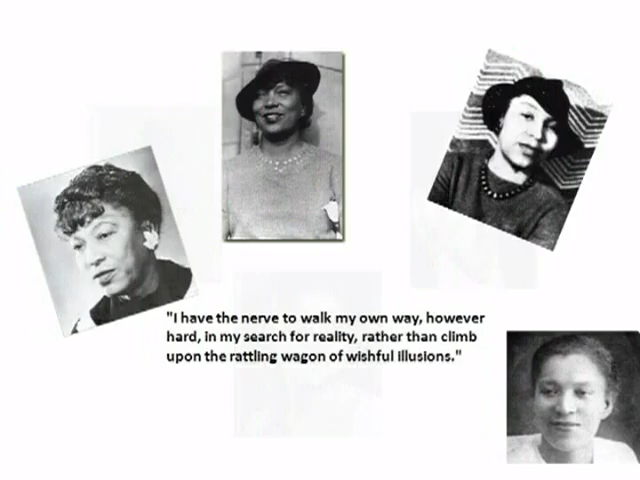 "I have the nerve to walk my own way, however
hard, in my search for reality, rather than climb
upon the rattling wagon of wishful illusions."